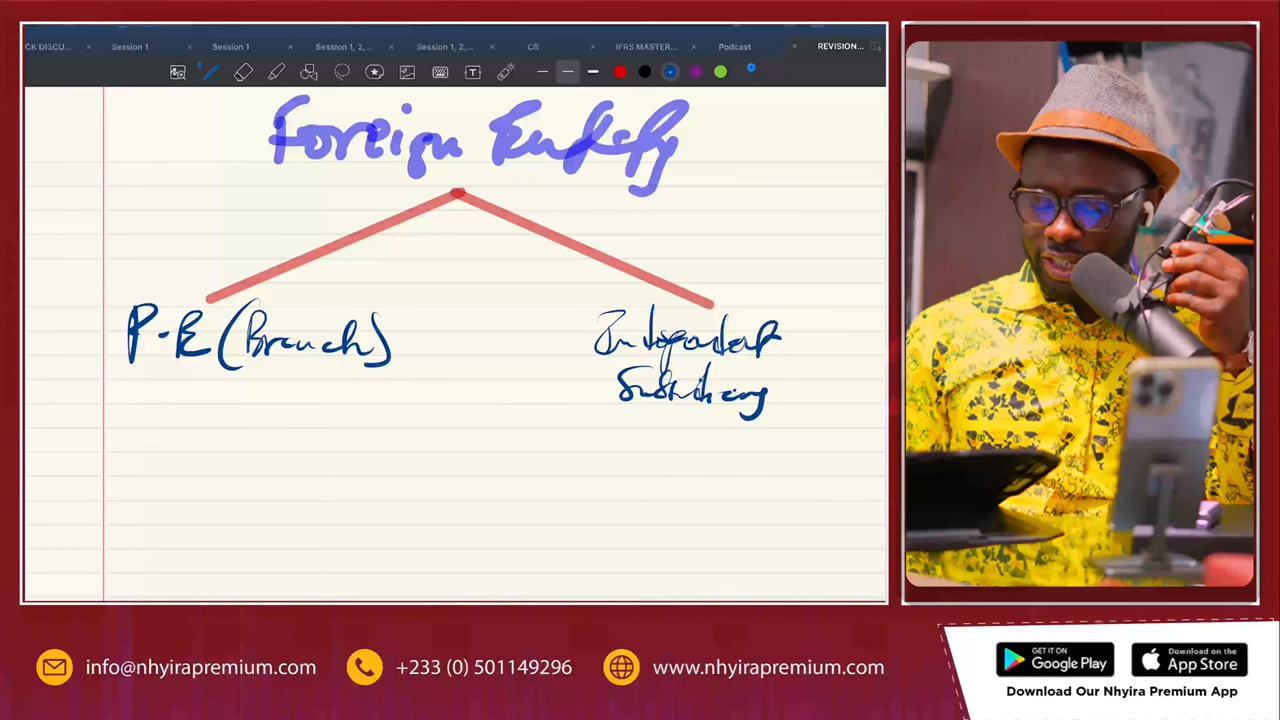 CK DISCU... Session 1 Session 1 Session 1, 2,... Session 1, 2,... CR IFRS MASTER... Podcast REVISION...
Foreign Entity
P.E (Branch)
Independent
Subsidiary
info@nhyirapremium.com +233 (0) 501149296 www.nhyirapremium.com
GET IT ON
Google Play
Download on the
App Store
Download Our Nhyira Premium App